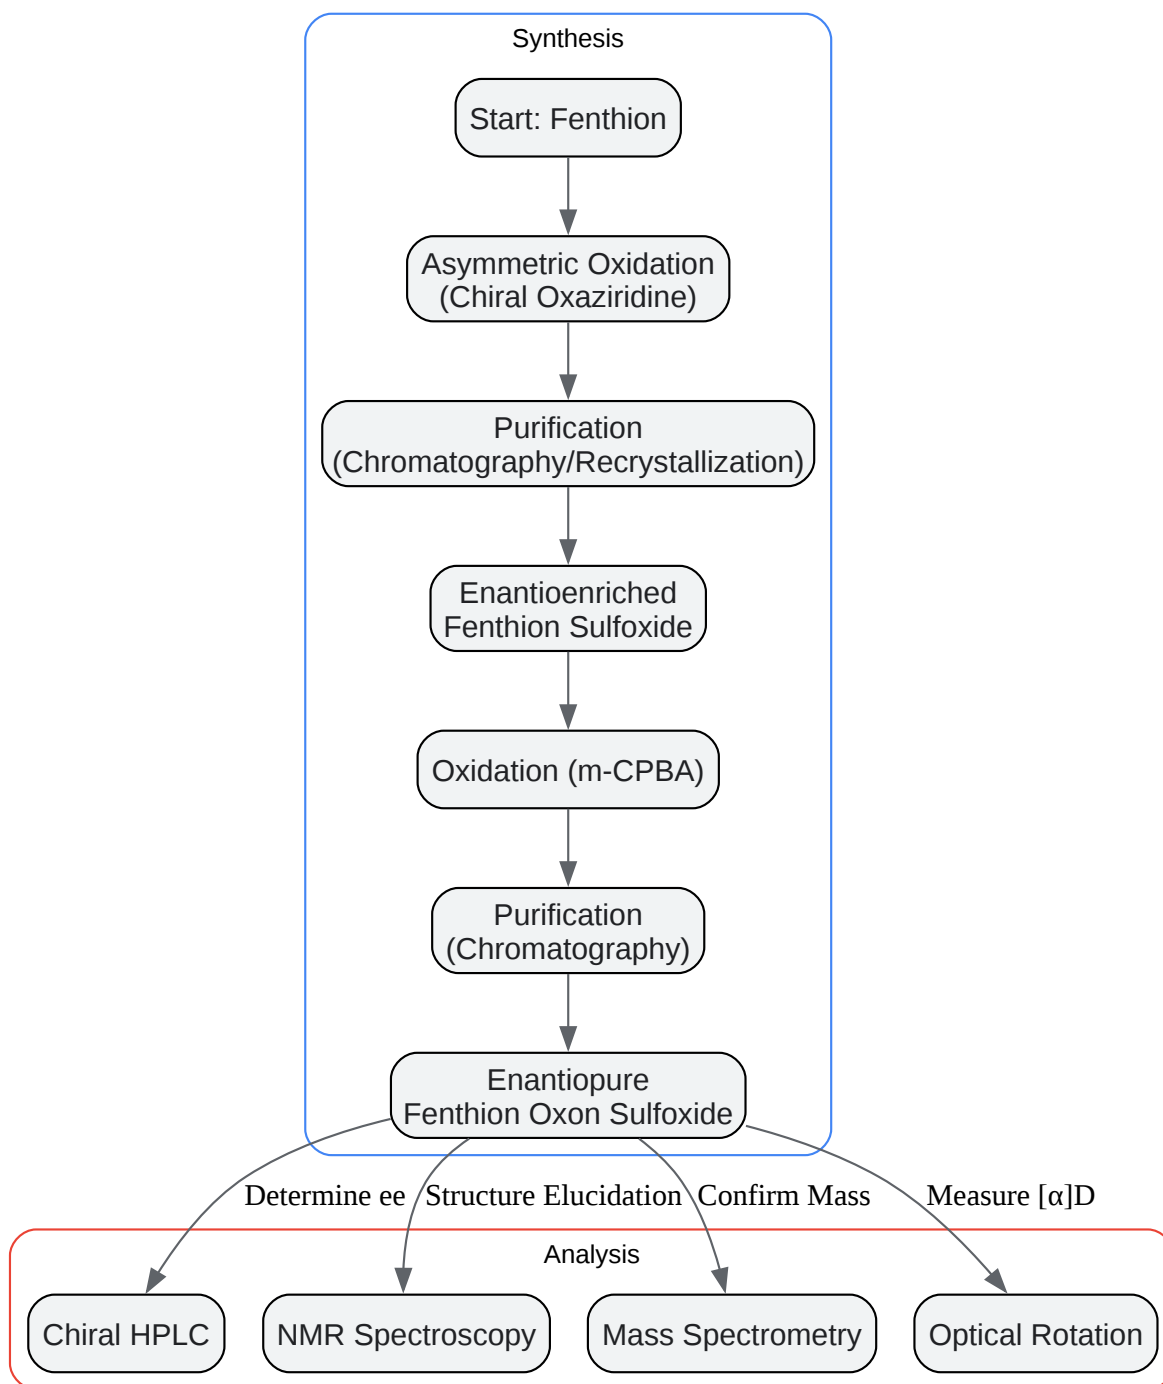 Synthesis
Start: Fenthion
Asymmetric Oxidation
(Chiral Oxaziridine)
Purification
(Chromatography/Recrystallization)
Enantioenriched
Fenthion Sulfoxide
Oxidation (m-CPBA)
Purification
(Chromatography)
Enantiopure
Fenthion Oxon Sulfoxide
Determine ee
Structure Elucidation
Confirm Mass
Measure [α]D
Analysis
Chiral HPLC
NMR Spectroscopy
Mass Spectrometry
Optical Rotation